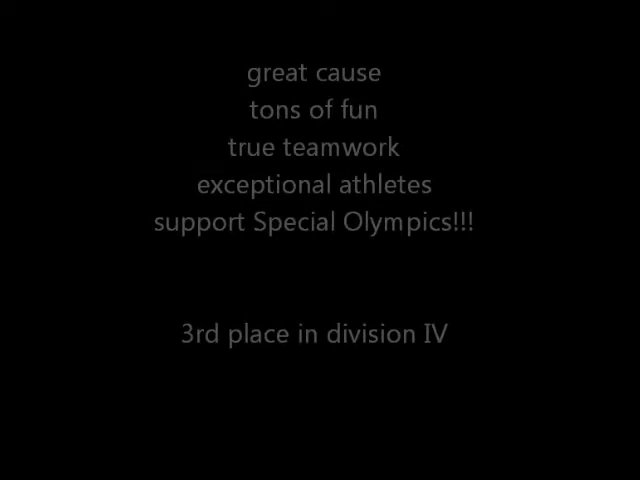 great cause
tons of fun
true teamwork
exceptional athletes
support Special Olympics!!!
3rd place in division IV